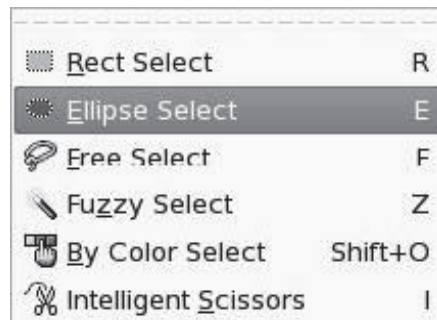 Rect Select R
Ellipse Select E
Free Select F
Fuzzy Select Z
By Color Select Shift+O
Intelligent Scissors I